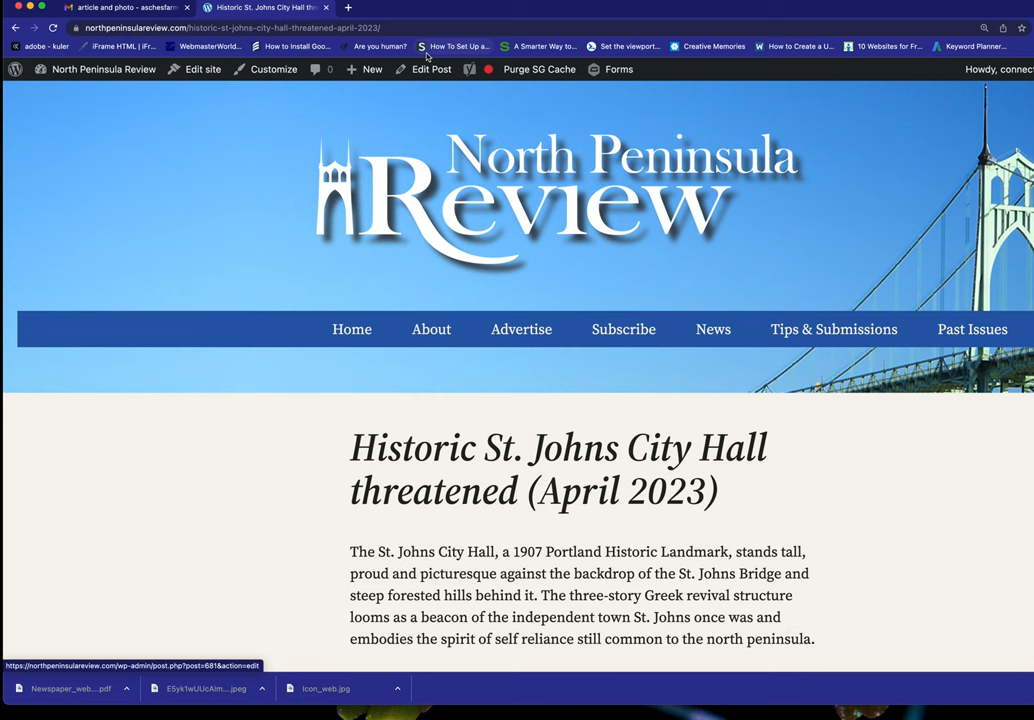 article and photo - aschesfarm
Historic St. Johns City Hall thre
northpeninsulareview.com/historic-st-johns-city-hall-threatened-april-2023/
adobe - kuler
iFrame HTML | iFr...
WebmasterWorld...
How to Install Goo...
Are you human?
How To Set Up a...
A Smarter Way to...
Set the viewport...
Creative Memories
How to Create a U...
10 Websites for Fr...
Keyword Planner...
North Peninsula Review
Edit site
Customize
0
New
Edit Post
Purge SG Cache
Forms
Howdy, connec
North Peninsula
Review
Home
About
Advertise
Subscribe
News
Tips & Submissions
Past Issues
Historic St. Johns City Hall
threatened (April 2023)
The St. Johns City Hall, a 1907 Portland Historic Landmark, stands tall,
proud and picturesque against the backdrop of the St. Johns Bridge and
steep forested hills behind it. The three-story Greek revival structure
looms as a beacon of the independent town St. Johns once was and
embodies the spirit of self reliance still common to the north peninsula.
https://northpeninsulareview.com/wp-admin/post.php?post=681&action=edit
Newspaper_web....pdf
E5yk1wUUcAIm....jpeg
Icon_web.jpg